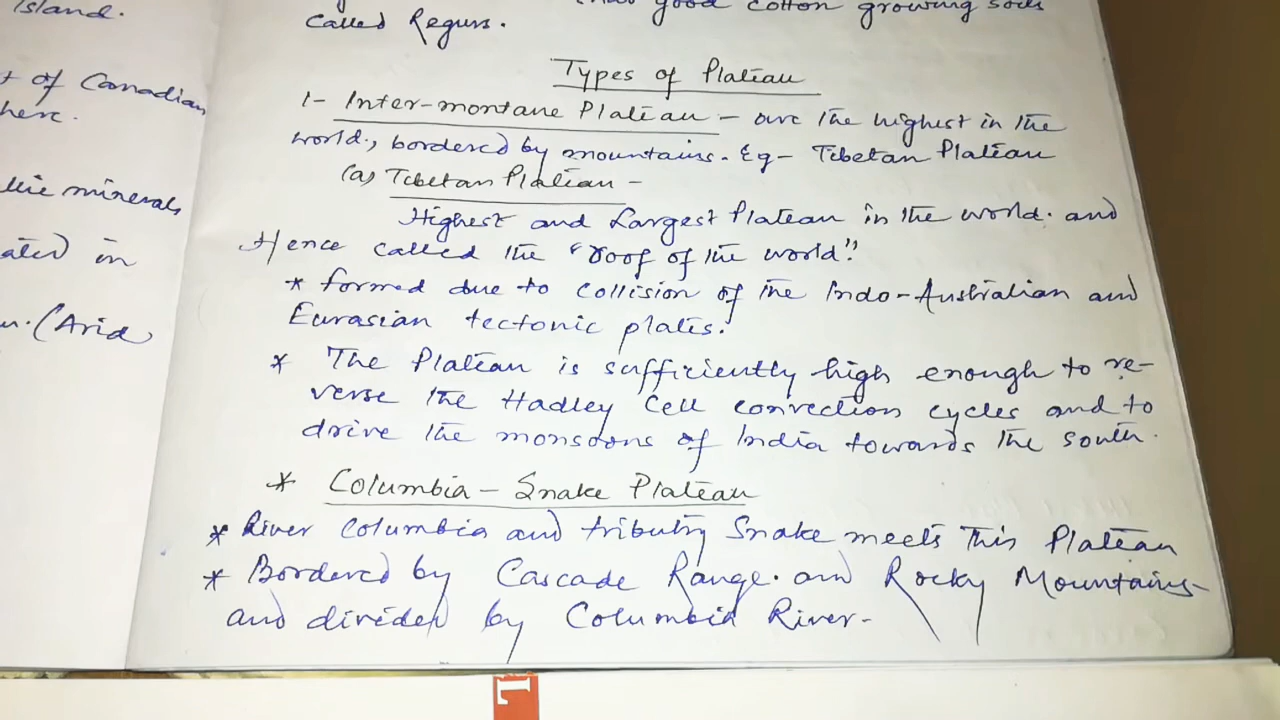 Island.
t of Canadian
here.
llic minerals
ated in
u. (Arid
has good cotton growing soils
called Regurs.
Types of Plateau
1- Inter-montane Plateau - are the highest in the
world., bordered by mountains. Eg- Tibetan Plateau
(a) Tibetan Plateau -
Highest and Largest Plateau in the world. and
Hence called the "roof of the world".
* formed due to collision of the Indo-Australian and
Eurasian tectonic plates.
* The Plateau is sufficiently high enough to re-
verse the Hadley Cell convection cycles and to
drive the monsoons of India towards the south.
* Columbia - Snake Plateau
* River Columbia and tributry Snake meets This Plateau
* Bordered by Cascade Range. and Rocky Mountains
and divided by Columbia River-
L